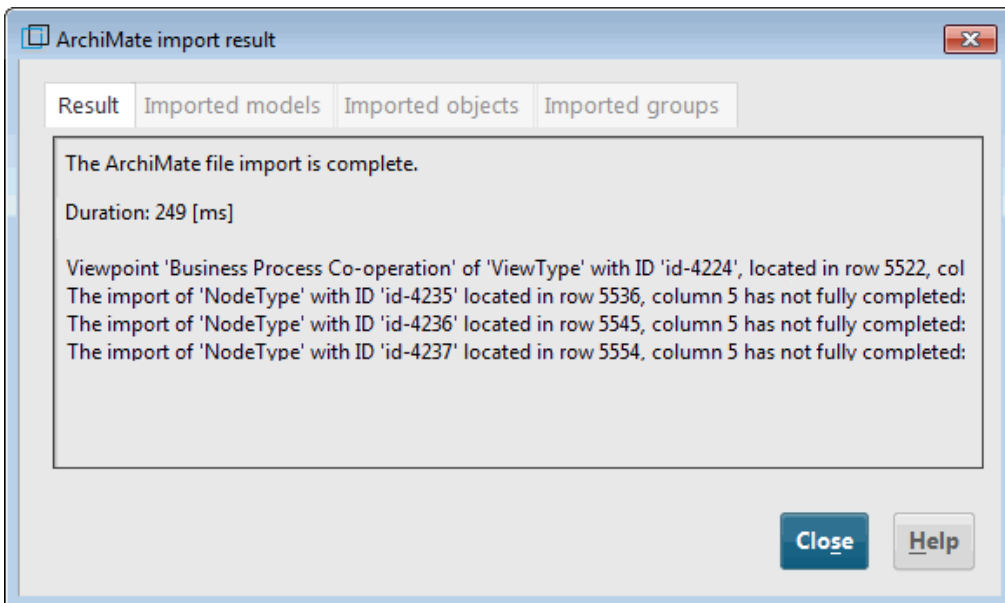 ArchiMate import result
Result Imported models Imported objects Imported groups
The ArchiMate file import is complete.
Duration: 249 [ms]
Viewpoint 'Business Process Co-operation' of 'ViewType' with ID 'id-4224', located in row 5522, col
The import of 'NodeType' with ID 'id-4235' located in row 5536, column 5 has not fully completed:
The import of 'NodeType' with ID 'id-4236' located in row 5545, column 5 has not fully completed:
The import of 'NodeType' with ID 'id-4237' located in row 5554, column 5 has not fully completed:
Close Help